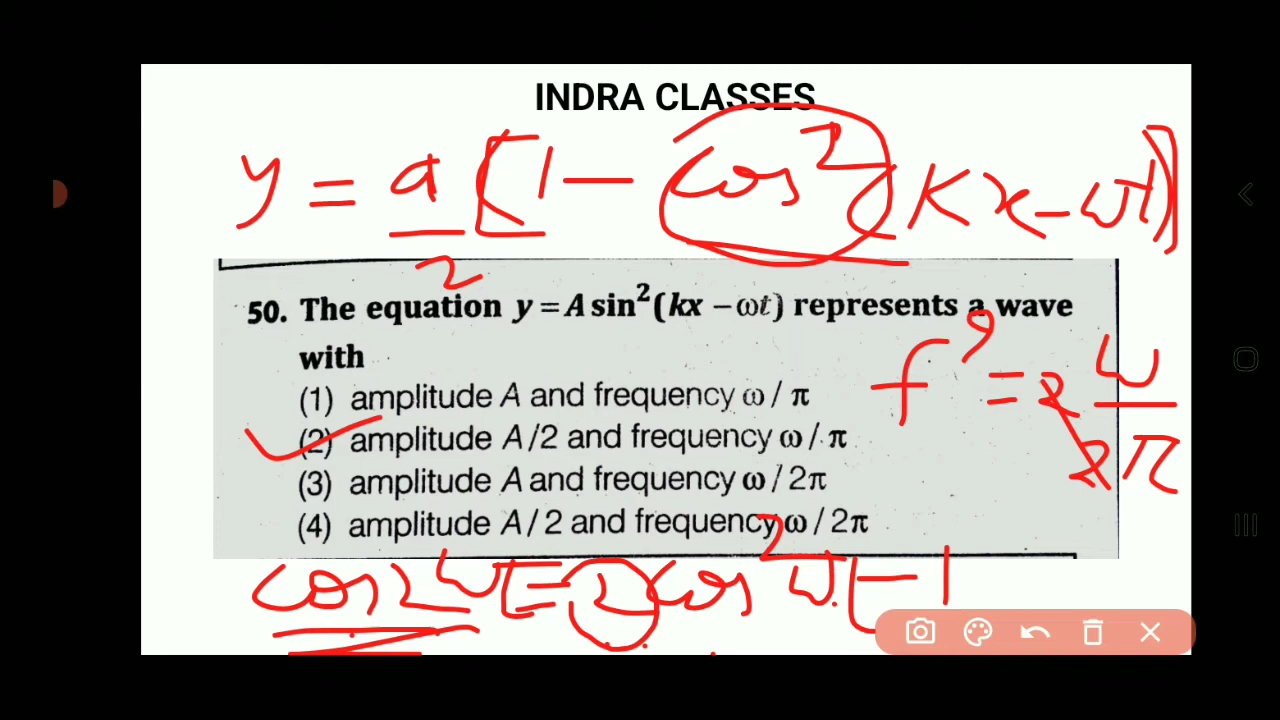 INDRA CLASSES
y = a/2 [1 - cos 2(kx - ωt)]
50. The equation y = A sin²(kx – ωt) represents a wave
with
(1) amplitude A and frequency ω / π
(2) amplitude A/2 and frequency ω / π
(3) amplitude A and frequency ω / 2π
(4) amplitude A / 2 and frequency ω / 2π
f' = 2ω/2π
cos 2ωt = 2 cos² ωt - 1